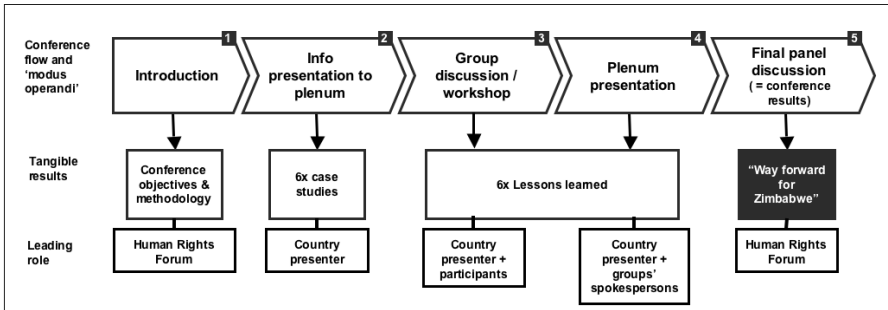 Conference
flow and
‘modus
operandi’
1
Introduction
2
Info
presentation to
plenum
3
Group
discussion /
workshop
4
Plenum
presentation
5
Final panel
discussion
( = conference
results)
Tangible
results
Conference
objectives &
methodology
6x case
studies
6x Lessons learned
“Way forward
for
Zimbabwe”
Leading
role
Human Rights
Forum
Country
presenter
Country
presenter +
participants
Country
presenter +
groups’
spokespersons
Human Rights
Forum